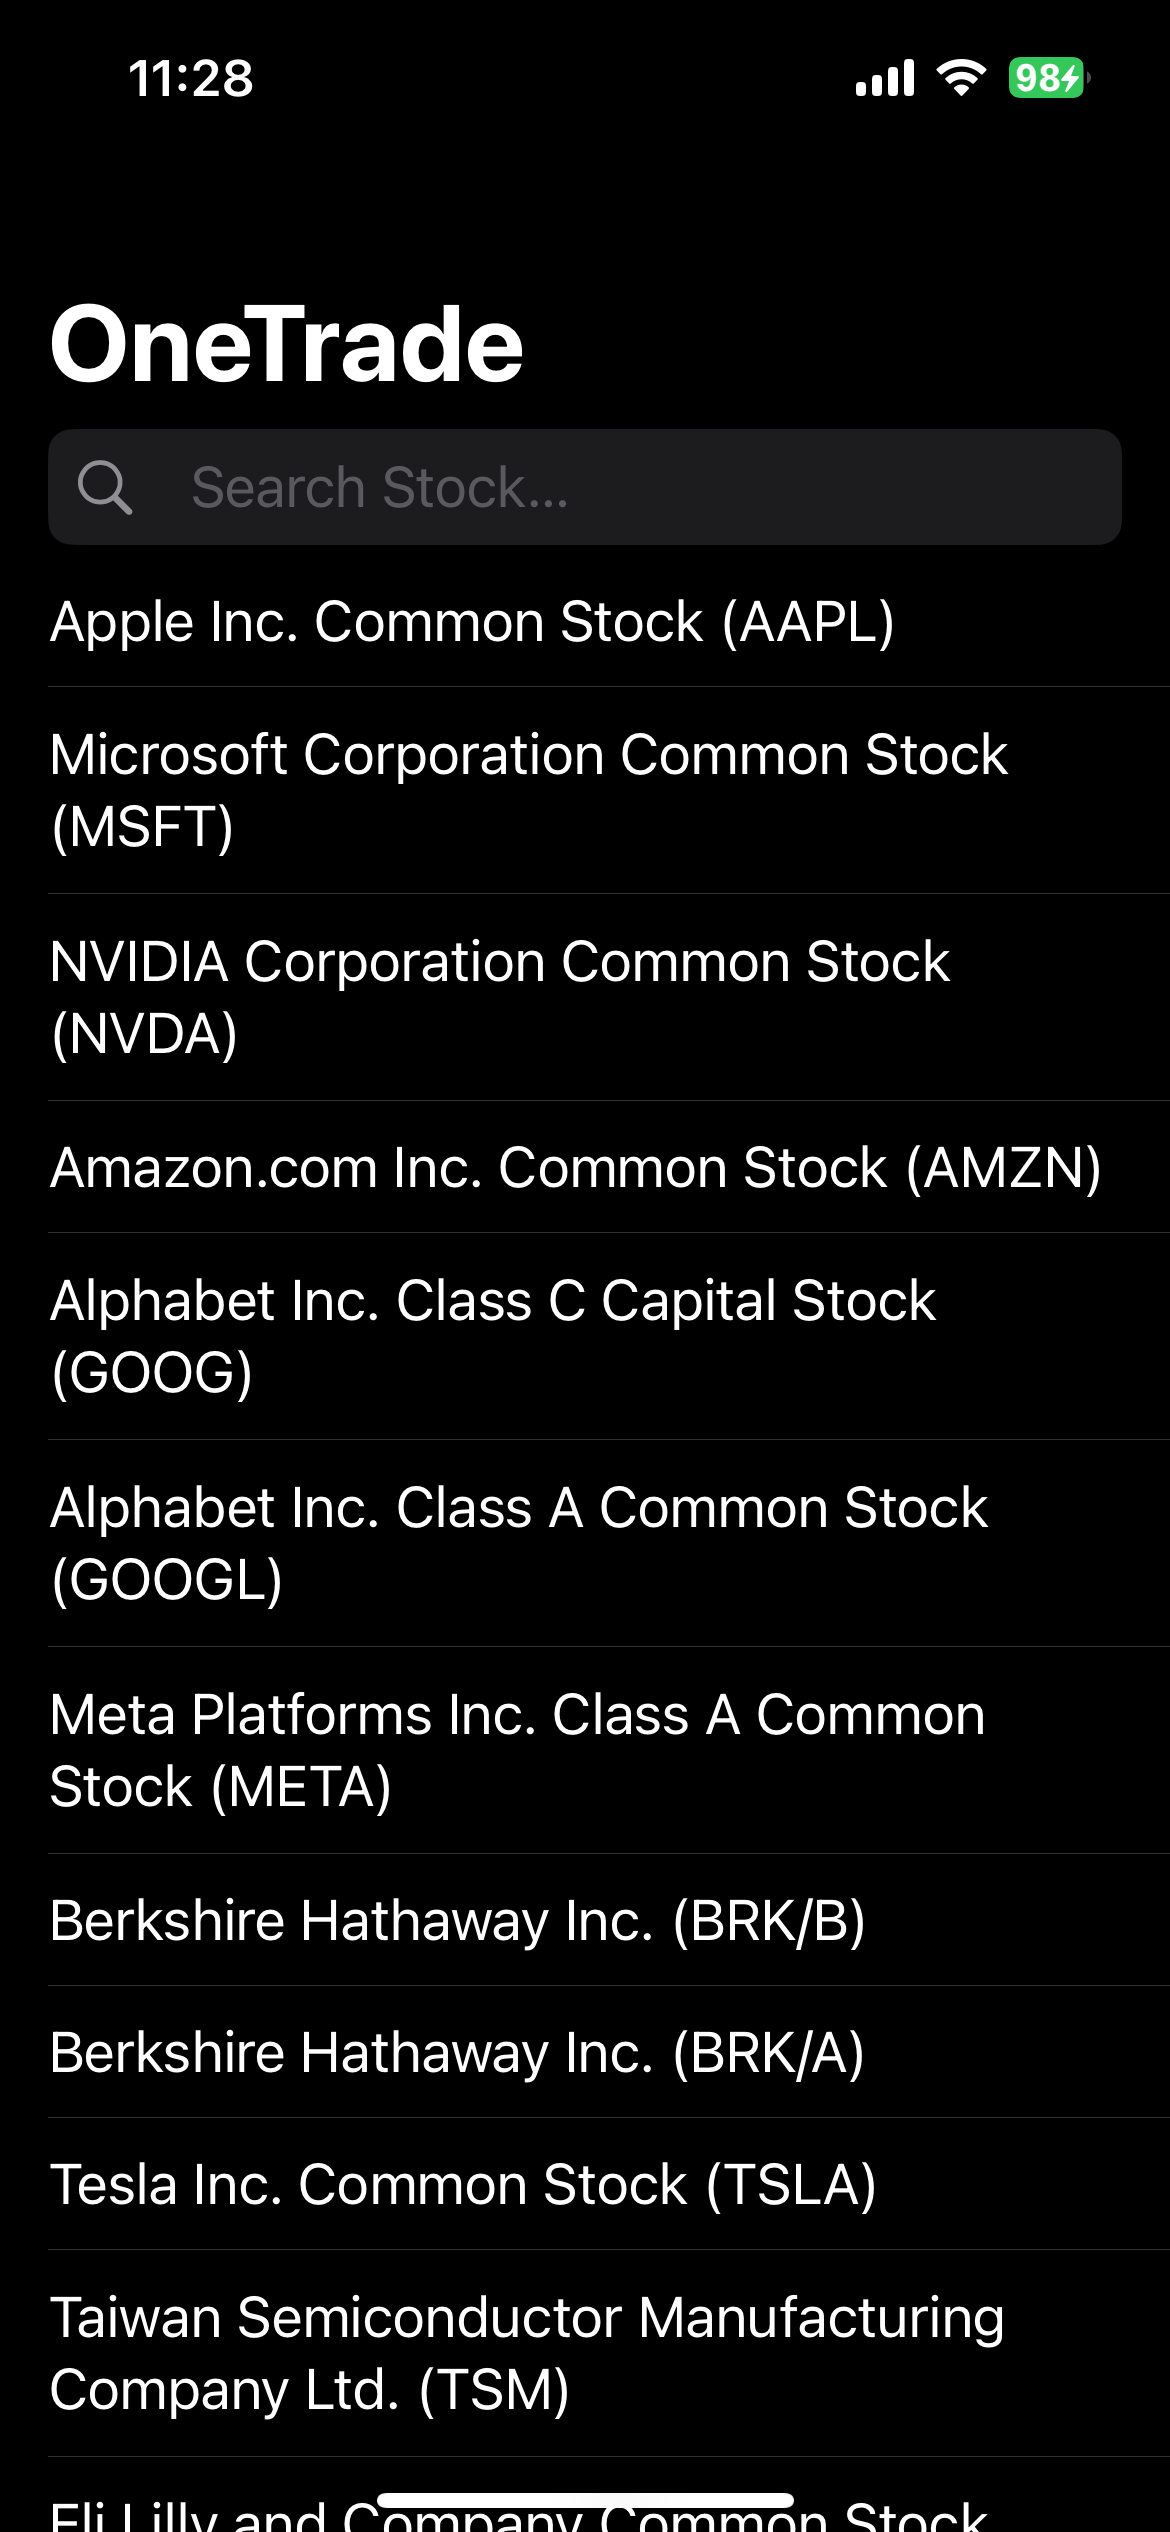 11:28
98
OneTrade
Search Stock...
Apple Inc. Common Stock (AAPL)
Microsoft Corporation Common Stock
(MSFT)
NVIDIA Corporation Common Stock
(NVDA)
Amazon.com Inc. Common Stock (AMZN)
Alphabet Inc. Class C Capital Stock
(GOOG)
Alphabet Inc. Class A Common Stock
(GOOGL)
Meta Platforms Inc. Class A Common
Stock (META)
Berkshire Hathaway Inc. (BRK/B)
Berkshire Hathaway Inc. (BRK/A)
Tesla Inc. Common Stock (TSLA)
Taiwan Semiconductor Manufacturing
Company Ltd. (TSM)
Eli Lilly and Company Common Stock